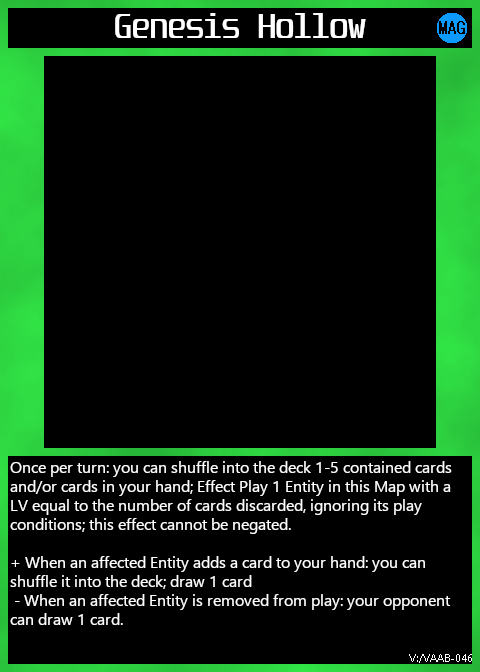 Genesis Hollow
MAG
Once per turn: you can shuffle into the deck 1-5 contained cards
and/or cards in your hand; Effect Play 1 Entity in this Map with a
LV equal to the number of cards discarded, ignoring its play
conditions; this effect cannot be negated.
+ When an affected Entity adds a card to your hand: you can
shuffle it into the deck; draw 1 card
- When an affected Entity is removed from play: your opponent
can draw 1 card.
V:/VAAB-046